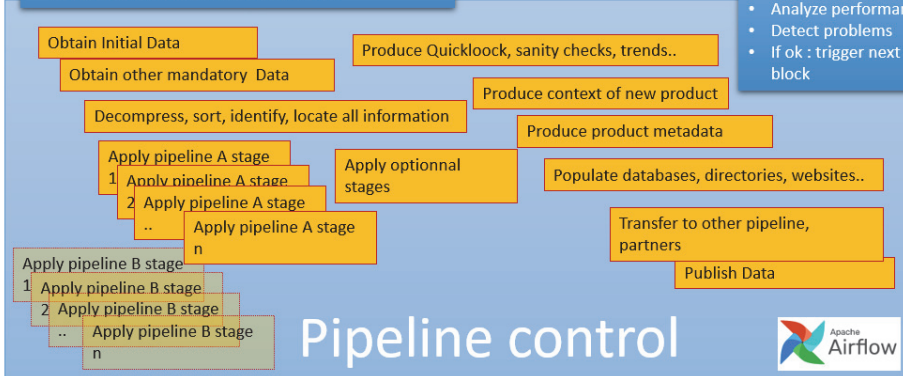 Obtain Initial Data
Obtain other mandatory Data
Decompress, sort, identify, locate all information
Apply pipeline A stage
1
Apply pipeline A stage
2
Apply pipeline A stage
..
Apply pipeline A stage
n
Apply pipeline B stage
1
Apply pipeline B stage
2
Apply pipeline B stage
..
Apply pipeline B stage
n
Apply optionnal
stages
Produce Quickloock, sanity checks, trends..
Produce context of new product
Produce product metadata
Populate databases, directories, websites..
Transfer to other pipeline,
partners
Publish Data
• Analyze
• Detect problems
• If ok : trigger next
block
Pipeline control
Apache
Airflow